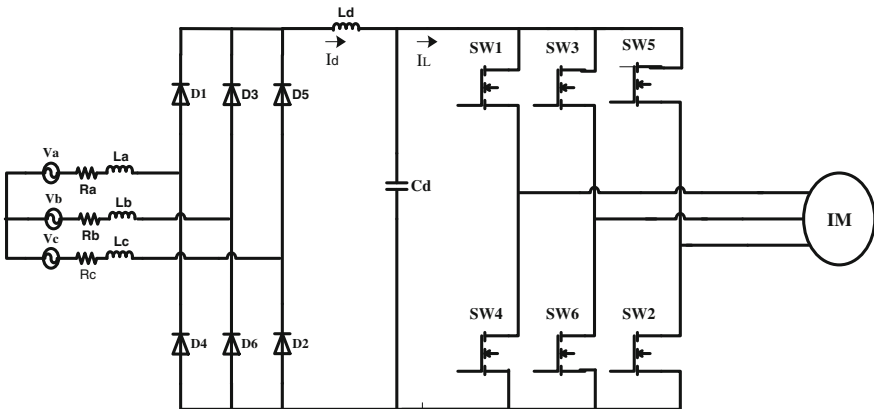 Ld
Id
IL
SW1
SW3
SW5
D1
D3
D5
Va
La
Ra
Vb
Lb
Rb
Vc
Lc
Rc
Cd
IM
SW4
SW6
SW2
D4
D6
D2